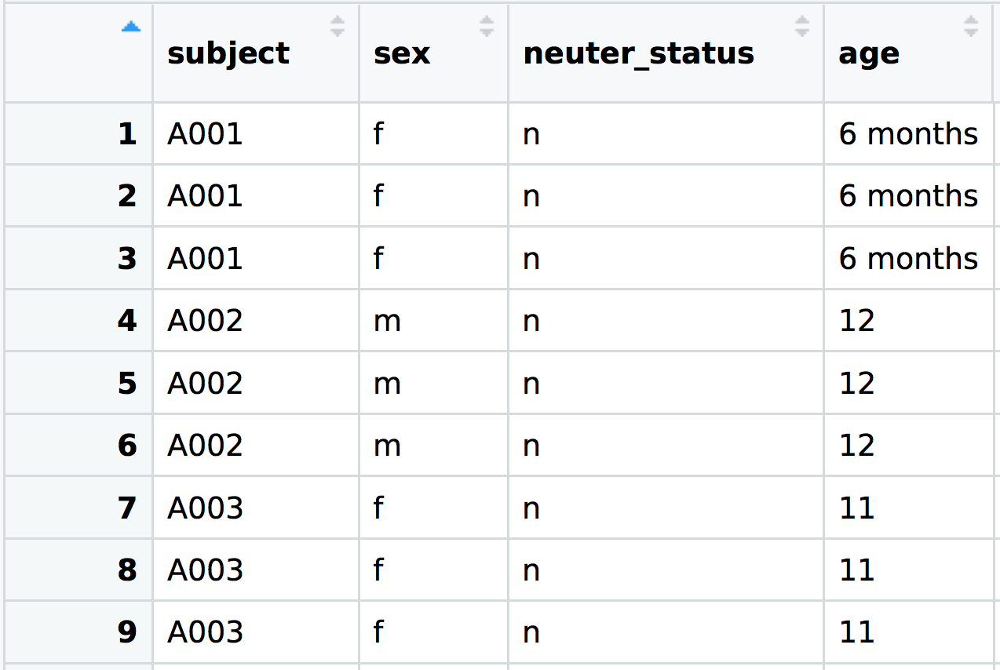 subject sex neuter_status age
1 A001 f n 6 months
2 A001 f n 6 months
3 A001 f n 6 months
4 A002 m n 12
5 A002 m n 12
6 A002 m n 12
7 A003 f n 11
8 A003 f n 11
9 A003 f n 11